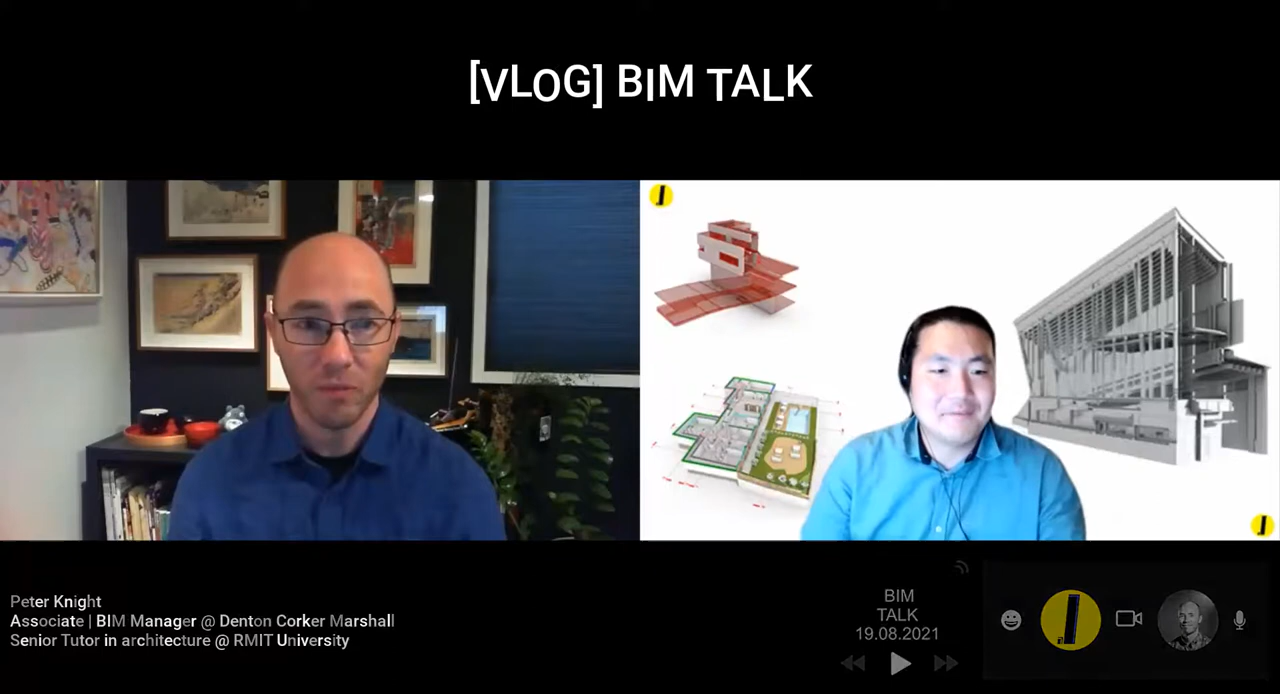 [VLOG] BIM TALK
Peter Knight
Associate | BIM Manager @ Denton Corker Marshall
Senior Tutor in architecture @ RMIT University
BIM
TALK
19.08.2021